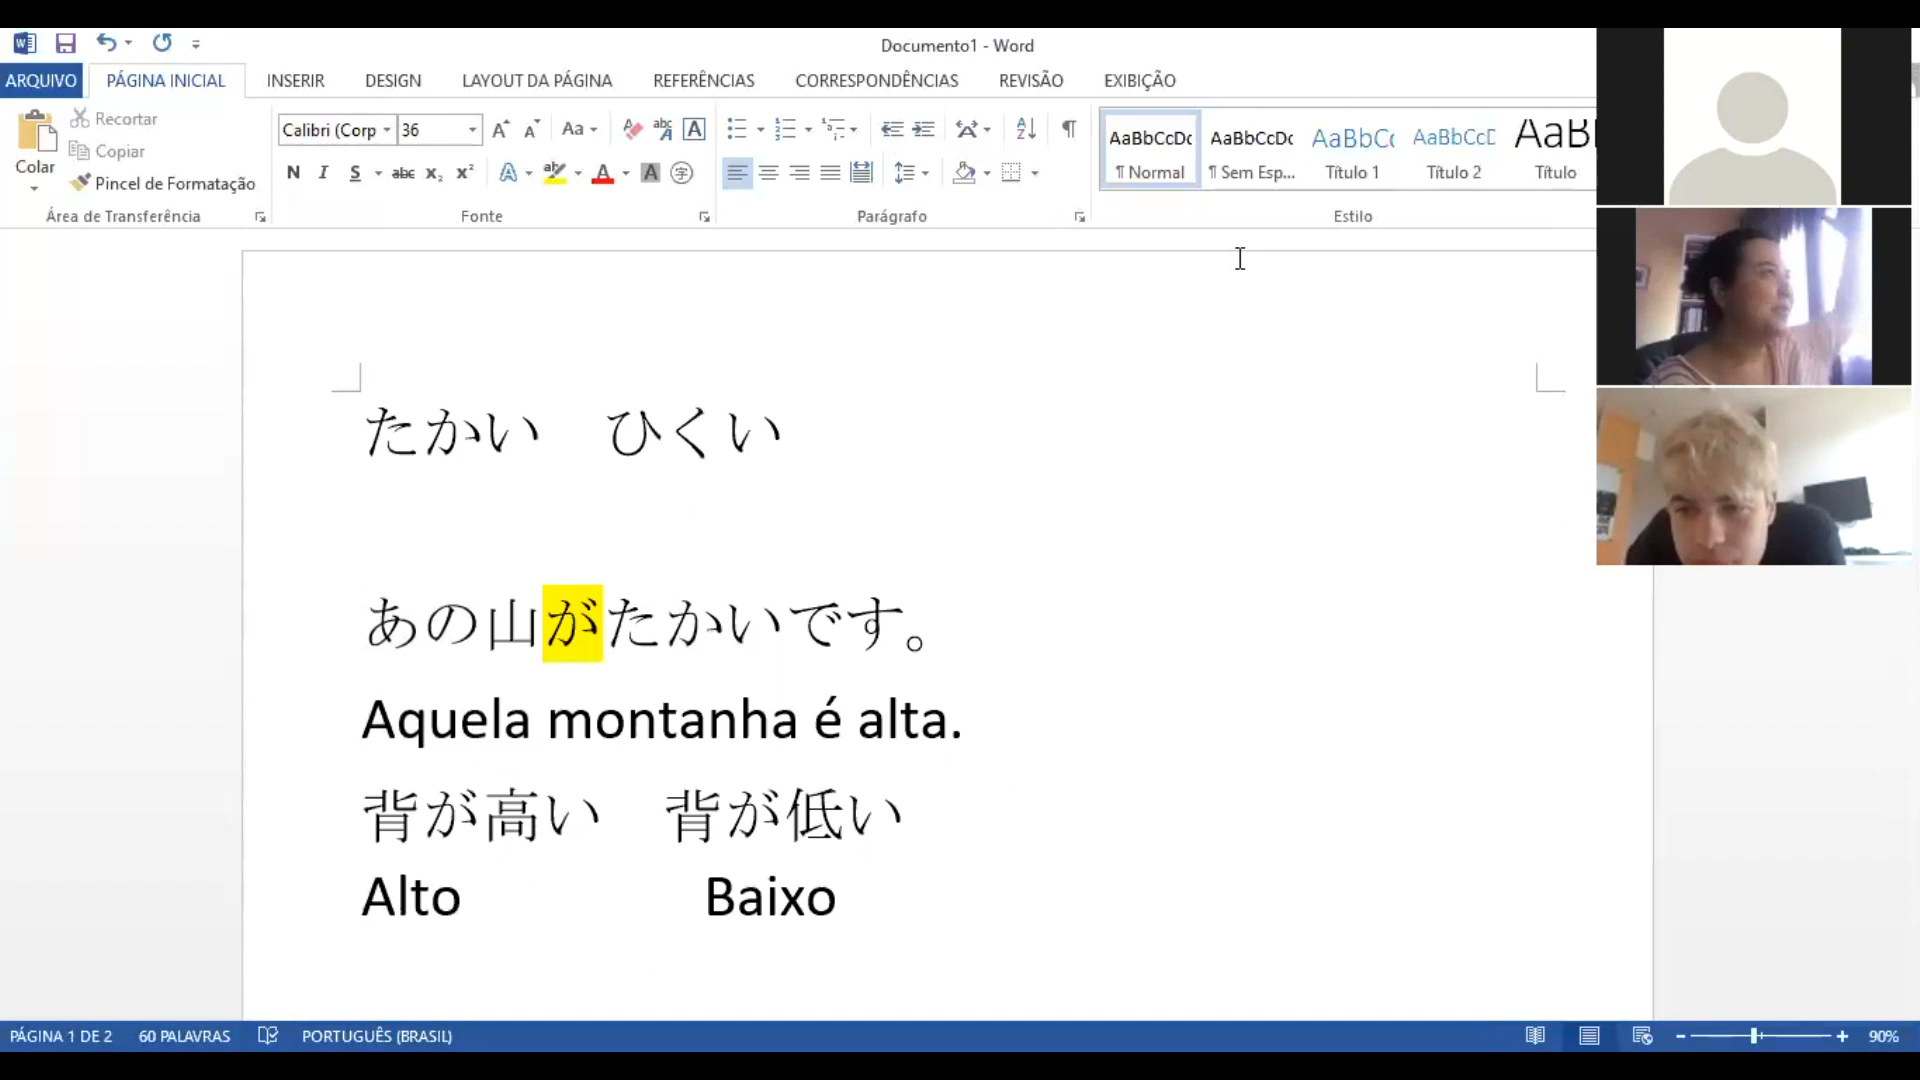 Documento1 - Word
ARQUIVO PÁGINA INICIAL INSERIR DESIGN LAYOUT DA PÁGINA REFERÊNCIAS CORRESPONDÊNCIAS REVISÃO EXIBIÇÃO
Colar
Recortar
Copiar
Pincel de Formatação
Área de Transferência
Calibri (Corp 36
Fonte
Parágrafo
AaBbCcDc AaBbCcDc AaBbC AaBbCcD AaB
¶ Normal ¶ Sem Esp... Título 1 Título 2 Título
Estilo
たかい　ひくい
あの山がたかいです。
Aquela montanha é alta.
背が高い　背が低い
Alto Baixo
PÁGINA 1 DE 2 60 PALAVRAS PORTUGUÊS (BRASIL) 90%